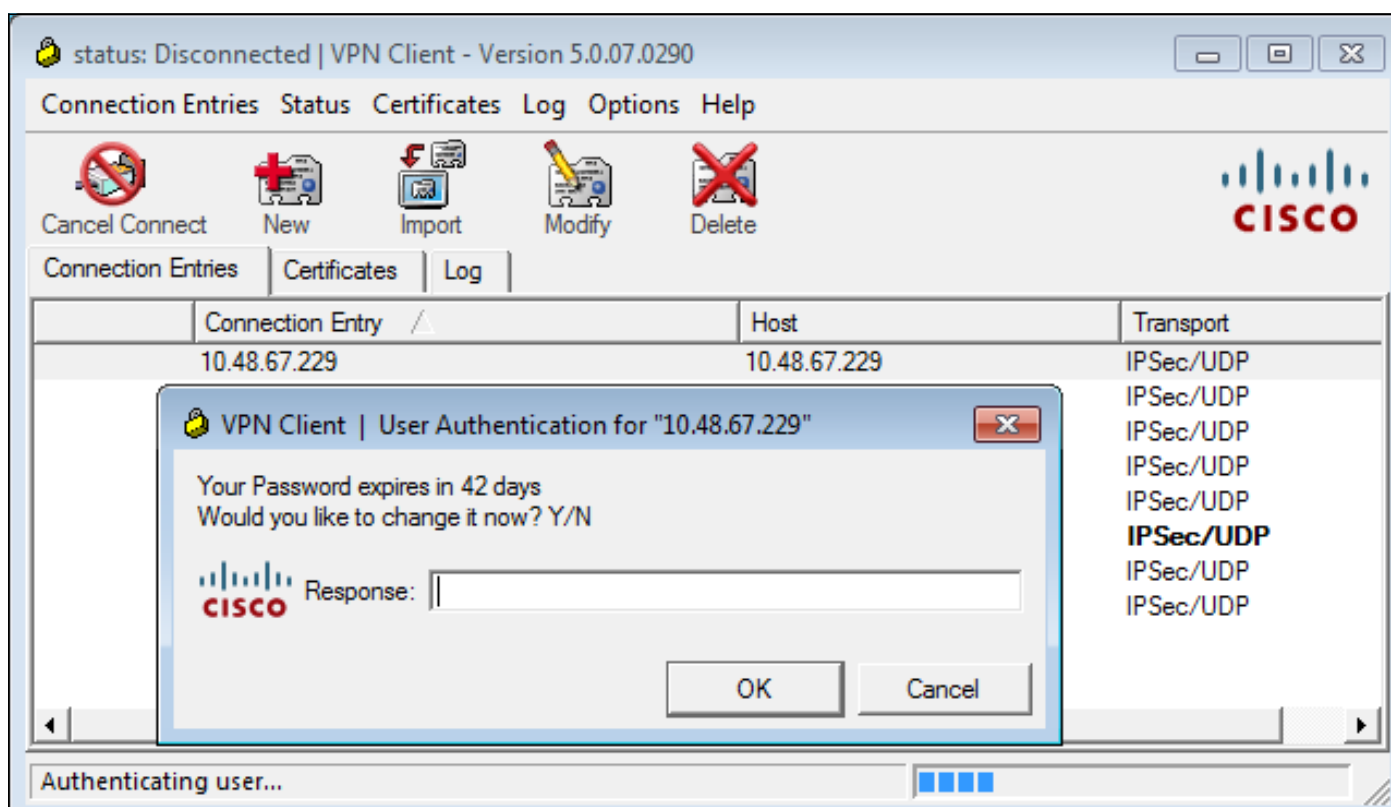 status: Disconnected | VPN Client - Version 5.0.07.0290
Connection Entries Status Certificates Log Options Help
Cancel Connect New Import Modify Delete
CISCO
Connection Entries Certificates Log
Connection Entry Host Transport
10.48.67.229 10.48.67.229 IPSec/UDP
IPSec/UDP
IPSec/UDP
IPSec/UDP
IPSec/UDP
IPSec/UDP
IPSec/UDP
IPSec/UDP
VPN Client | User Authentication for "10.48.67.229"
Your Password expires in 42 days
Would you like to change it now? Y/N
CISCO Response:
OK Cancel
Authenticating user...